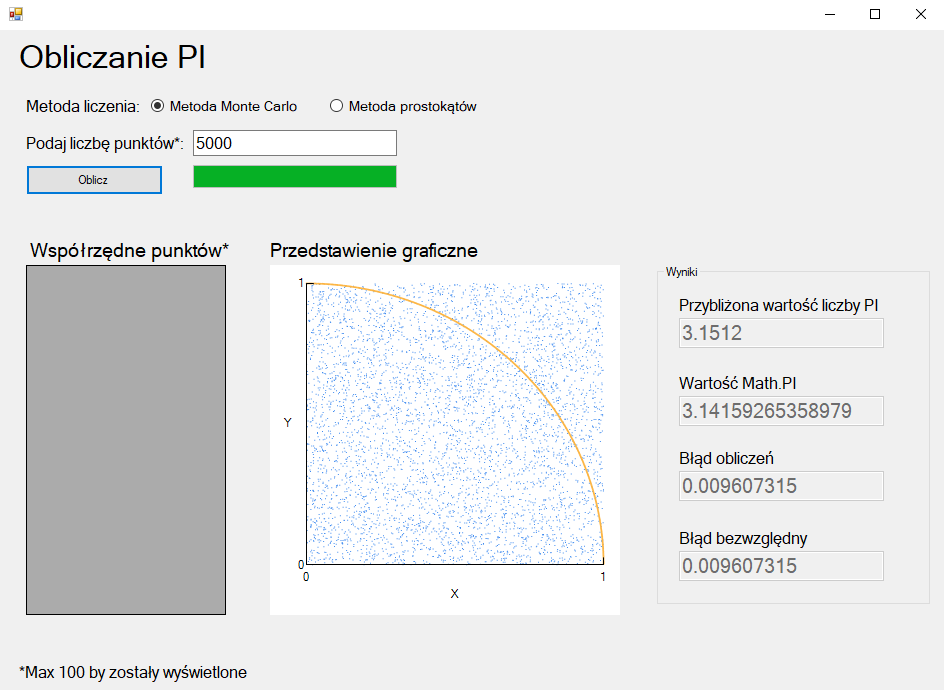 Obliczanie PI
Metoda liczenia: Metoda Monte Carlo Metoda prostokątów
Podaj liczbę punktów*: 5000
Oblicz
Współrzędne punktów*
Przedstawienie graficzne
1
Y
0
0 1
X
Wyniki
Przybliżona wartość liczby PI
3.1512
Wartość Math.PI
3.14159265358979
Błąd obliczeń
0.009607315
Błąd bezwzględny
0.009607315
*Max 100 by zostały wyświetlone